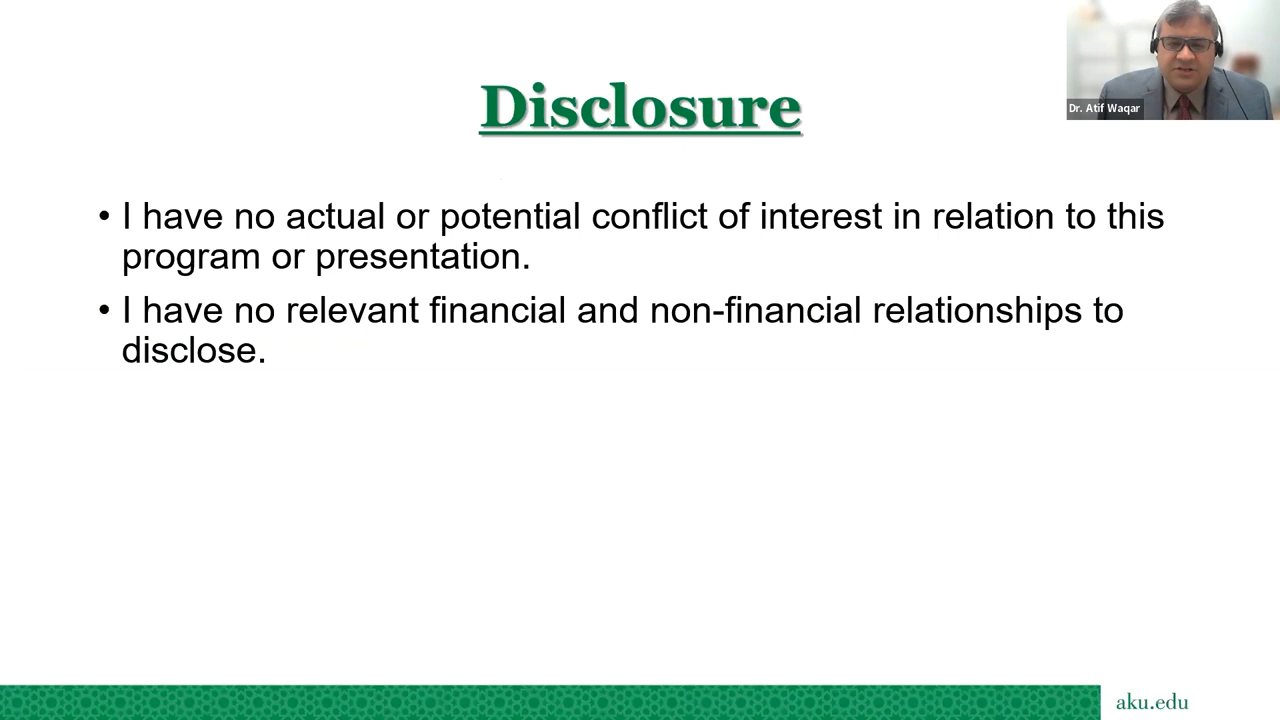 Dr. Atif Waqar
Disclosure
• I have no actual or potential conflict of interest in relation to this
program or presentation.
• I have no relevant financial and non-financial relationships to
disclose.
aku.edu